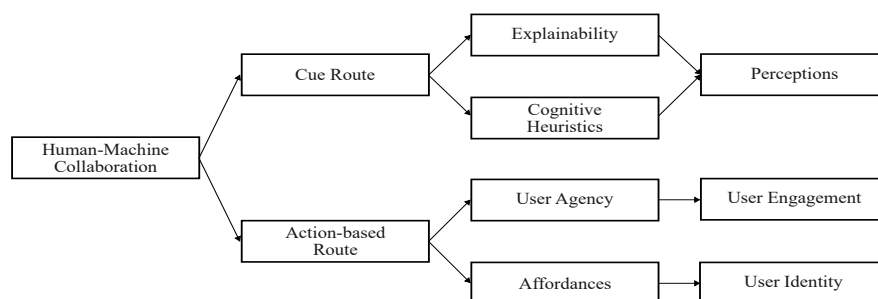 Explainability
Cue Route
Perceptions
Cognitive
Heuristics
Human-Machine
Collaboration
User Agency
User Engagement
Action-based
Route
Affordances
User Identity